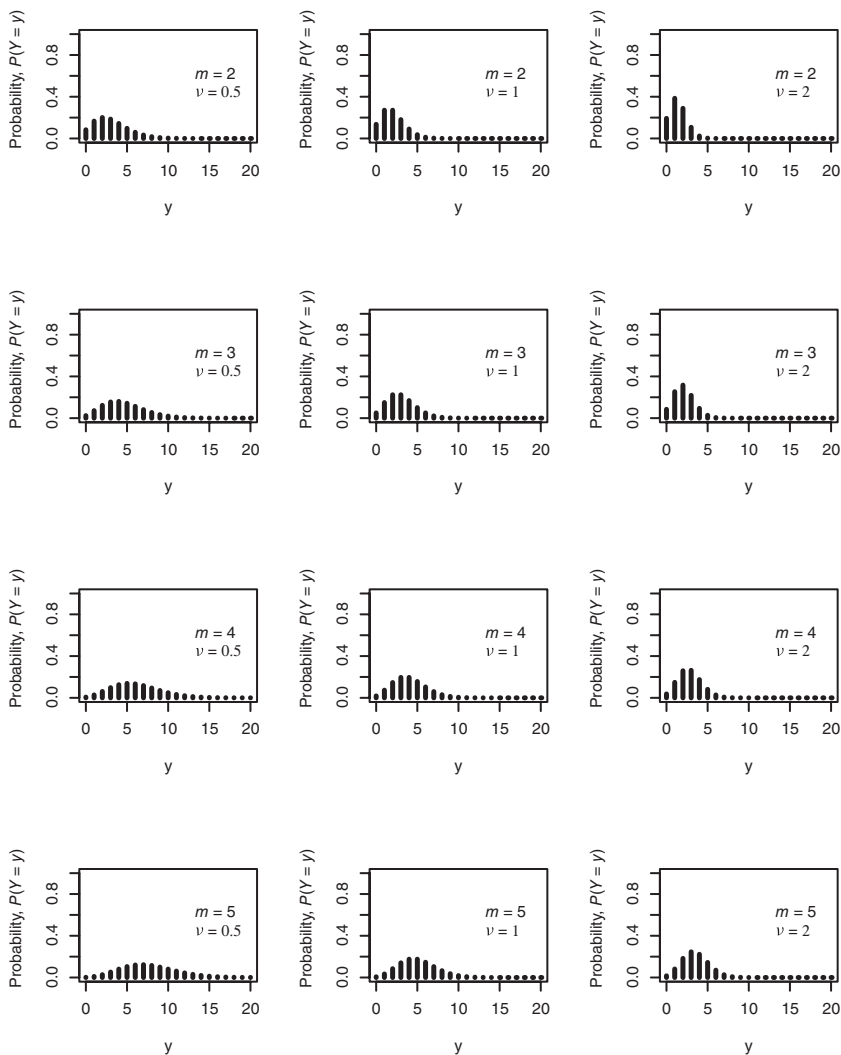 Probability, P(Y = y)
0.0 0.4 0.8
m = 2
ν = 0.5
0 5 10 15 20
y
Probability, P(Y = y)
0.0 0.4 0.8
m = 2
ν = 1
0 5 10 15 20
y
Probability, P(Y = y)
0.0 0.4 0.8
m = 2
ν = 2
0 5 10 15 20
y
Probability, P(Y = y)
0.0 0.4 0.8
m = 3
ν = 0.5
0 5 10 15 20
y
Probability, P(Y = y)
0.0 0.4 0.8
m = 3
ν = 1
0 5 10 15 20
y
Probability, P(Y = y)
0.0 0.4 0.8
m = 3
ν = 2
0 5 10 15 20
y
Probability, P(Y = y)
0.0 0.4 0.8
m = 4
ν = 0.5
0 5 10 15 20
y
Probability, P(Y = y)
0.0 0.4 0.8
m = 4
ν = 1
0 5 10 15 20
y
Probability, P(Y = y)
0.0 0.4 0.8
m = 4
ν = 2
0 5 10 15 20
y
Probability, P(Y = y)
0.0 0.4 0.8
m = 5
ν = 0.5
0 5 10 15 20
y
Probability, P(Y = y)
0.0 0.4 0.8
m = 5
ν = 1
0 5 10 15 20
y
Probability, P(Y = y)
0.0 0.4 0.8
m = 5
ν = 2
0 5 10 15 20
y